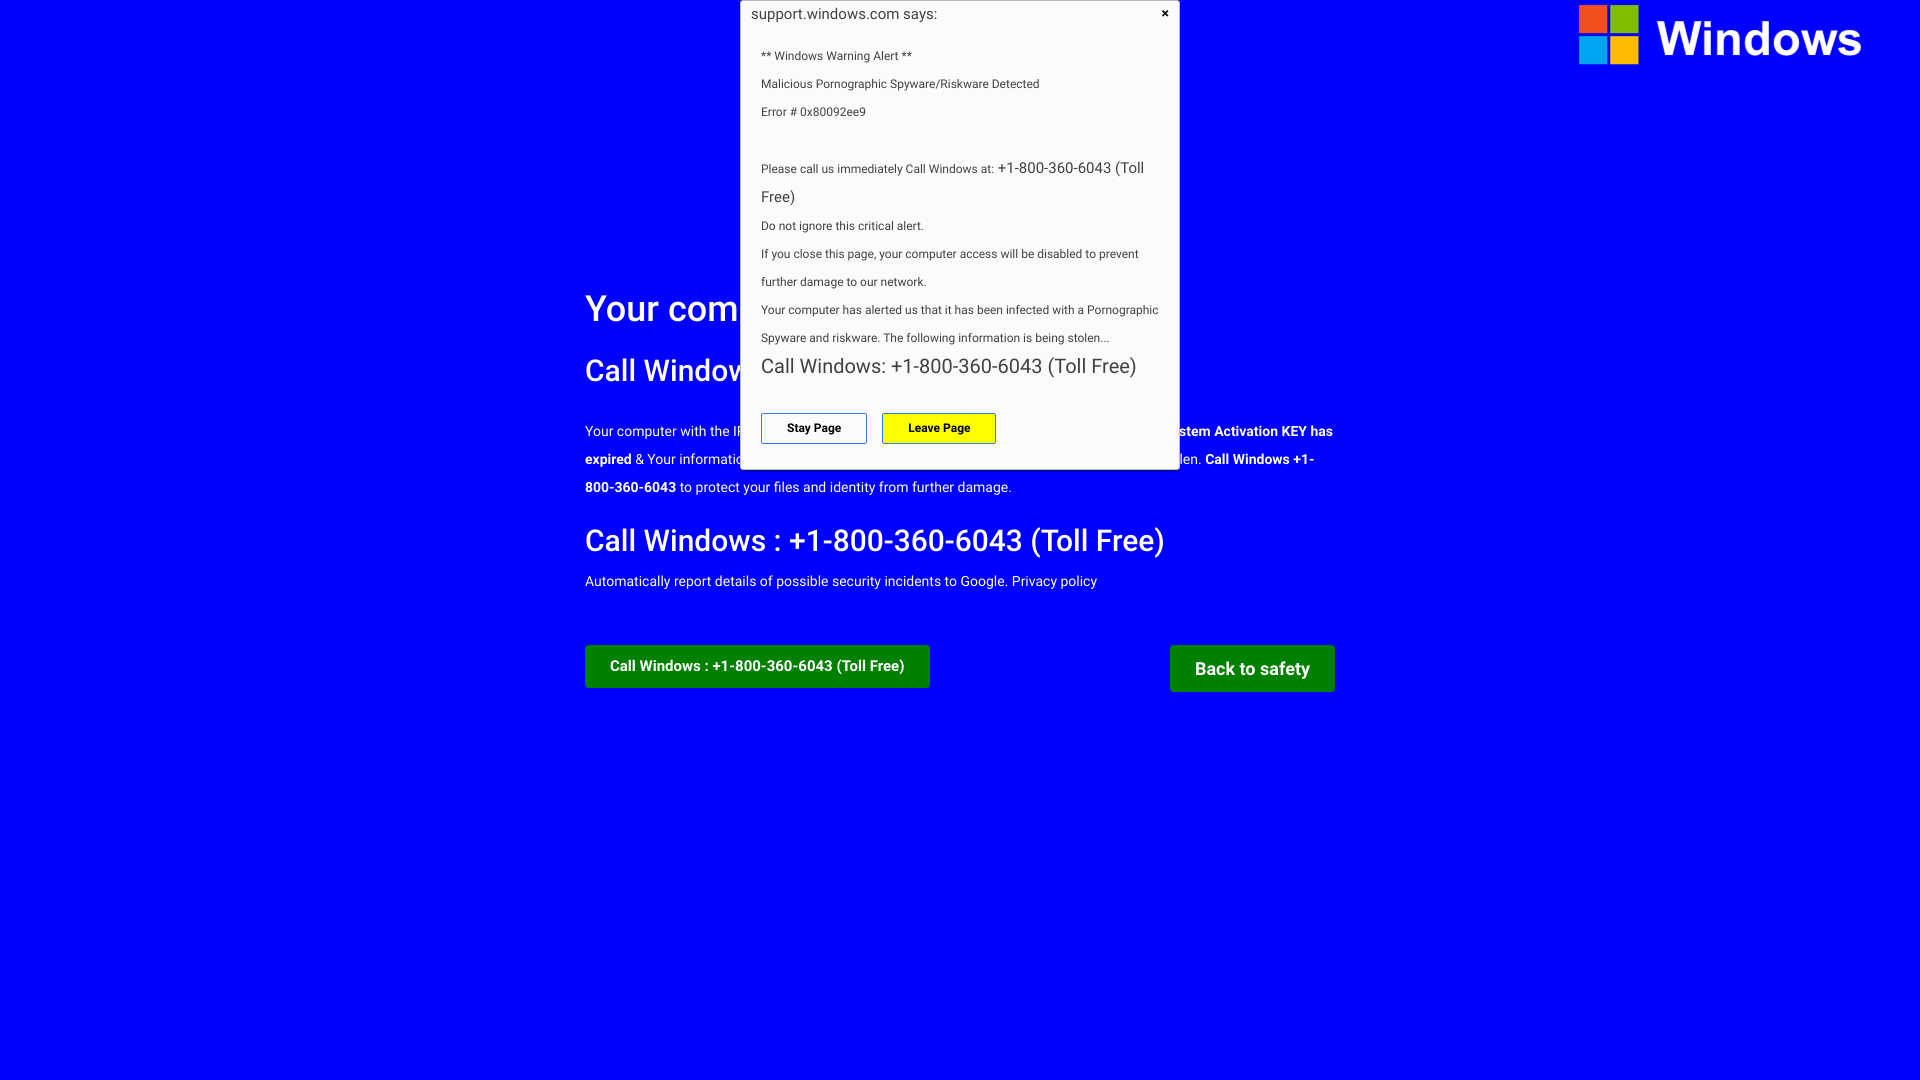 support.windows.com says:
×
Windows
** Windows Warning Alert **
Malicious Pornographic Spyware/Riskware Detected
Error # 0x80092ee9
Please call us immediately Call Windows at: +1-800-360-6043 (Toll
Free)
Do not ignore this critical alert.
If you close this page, your computer access will be disabled to prevent
further damage to our network.
Your computer has alerted us that it has been infected with a Pornographic
Spyware and riskware. The following information is being stolen...
Call Windows: +1-800-360-6043 (Toll Free)
Stay Page
Leave Page
Your com
Call Window
Your computer with the IP
stem Activation KEY has
expired & Your informatio
len. Call Windows +1-
800-360-6043 to protect your files and identity from further damage.
Call Windows : +1-800-360-6043 (Toll Free)
Automatically report details of possible security incidents to Google. Privacy policy
Call Windows : +1-800-360-6043 (Toll Free)
Back to safety